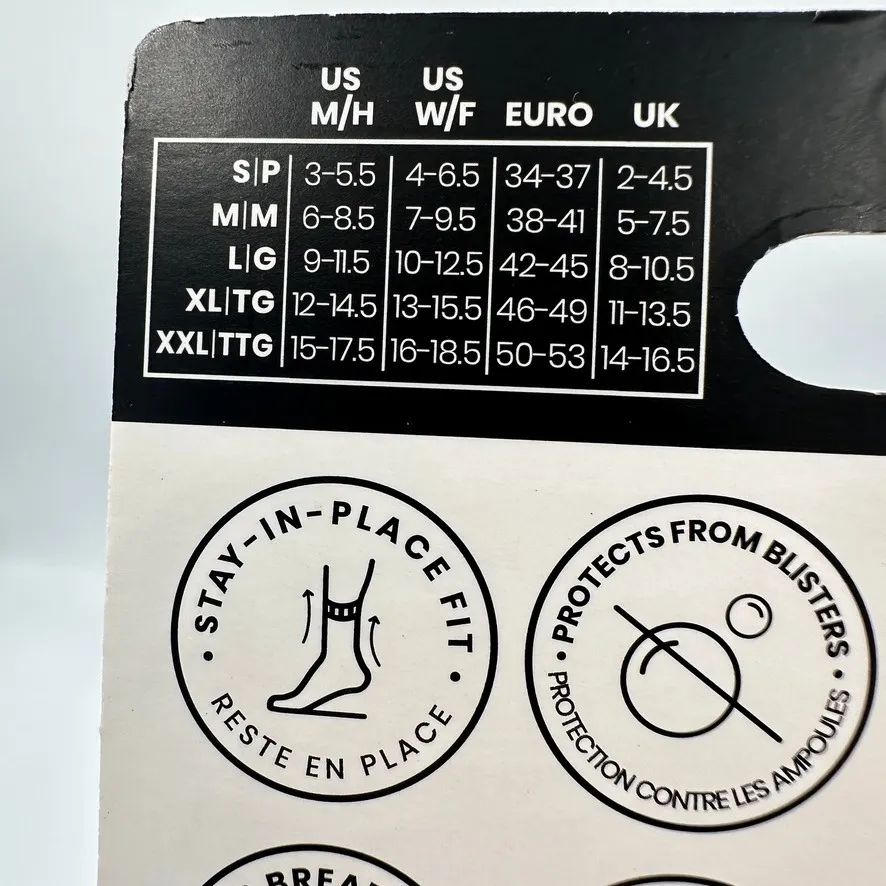 US M/H US W/F EURO UK
S|P 3-5.5 4-6.5 34-37 2-4.5
M|M 6-8.5 7-9.5 38-41 5-7.5
L|G 9-11.5 10-12.5 42-45 8-10.5
XL|TG 12-14.5 13-15.5 46-49 11-13.5
XXL|TTG 15-17.5 16-18.5 50-53 14-16.5
• STAY-IN-PLACE FIT •
RESTE EN PLACE
• PROTECTS FROM BLISTERS •
PROTECTION CONTRE LES AMPOULES